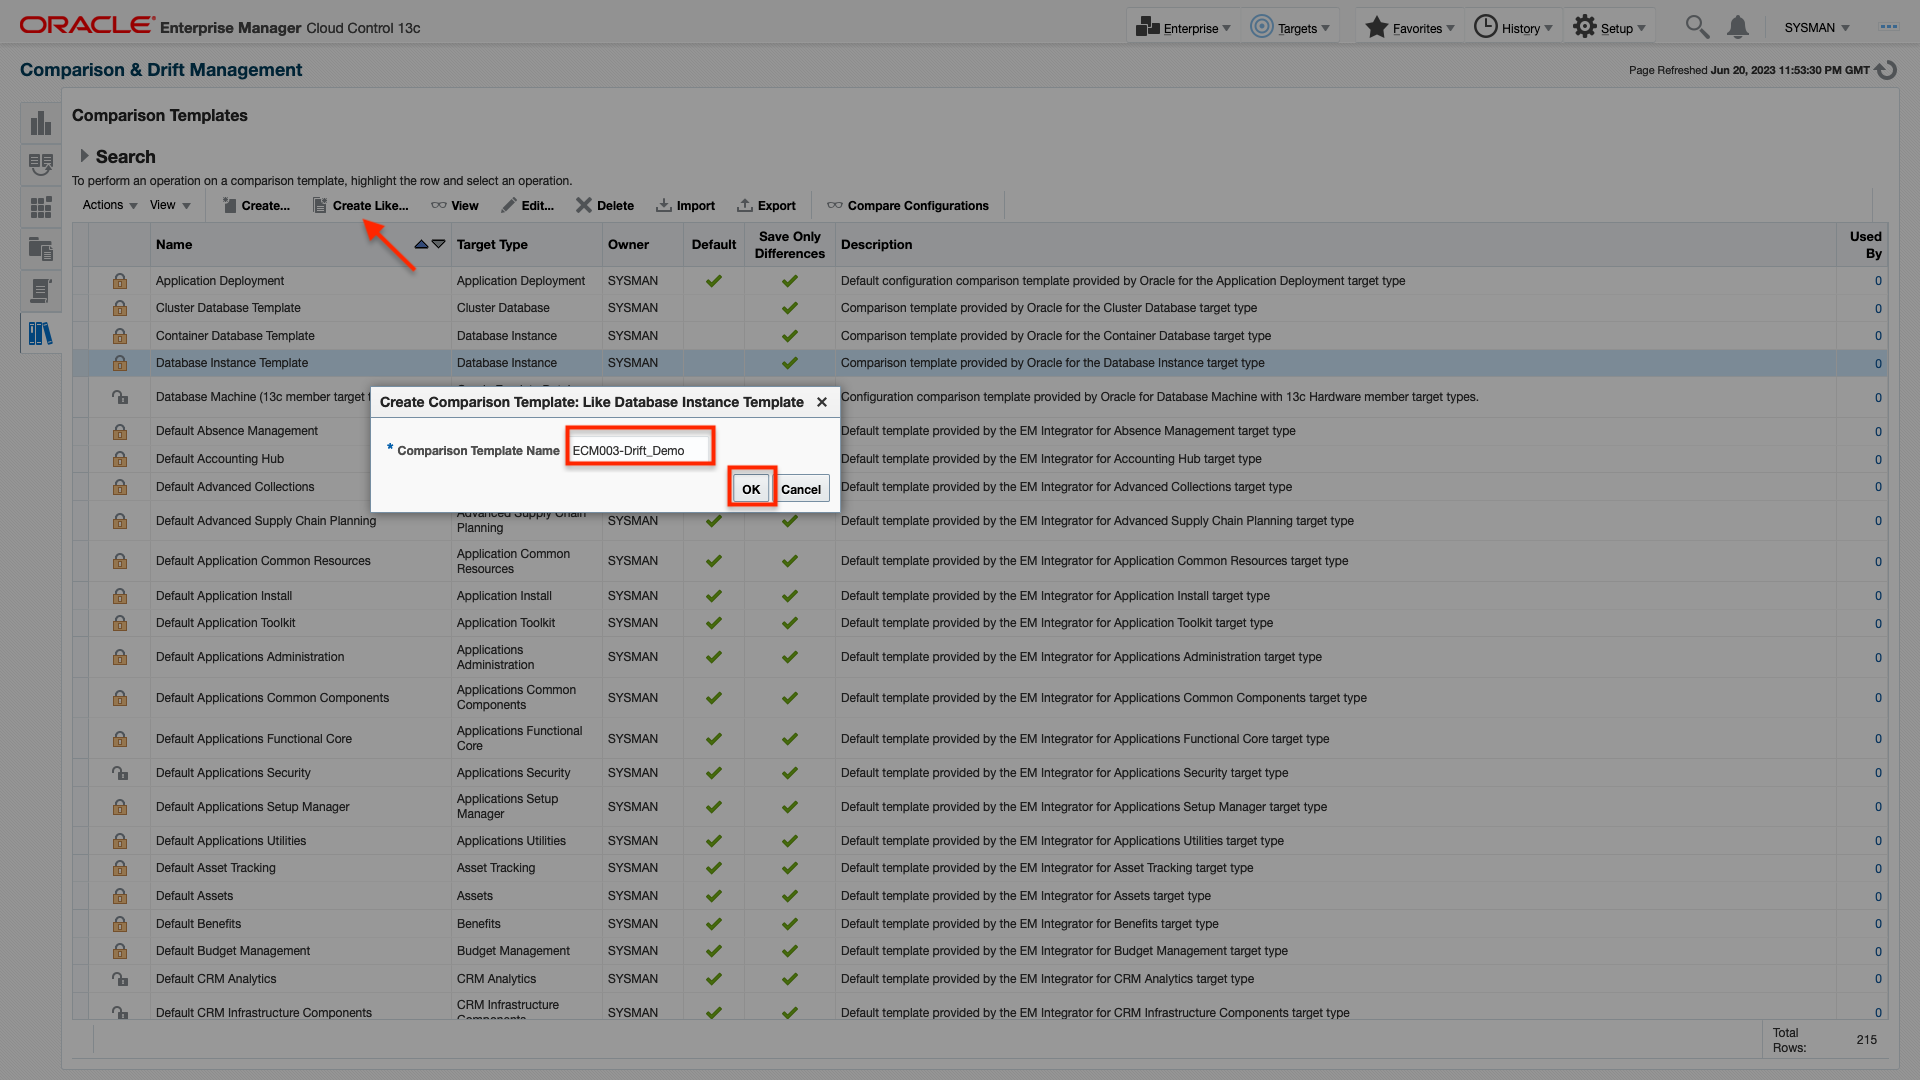 ORACLE Enterprise Manager Cloud Control 13c
Enterprise Targets Favorites History Setup SYSMAN
Comparison & Drift Management
Page Refreshed Jun 20, 2023 11:53:30 PM GMT
Comparison Templates
Search
To perform an operation on a comparison template, highlight the row and select an operation.
Actions View Create... Create Like... View Edit... Delete Import Export Compare Configurations
Name Target Type Owner Default Save Only Differences Description Used By
Application Deployment Application Deployment SYSMAN Default configuration comparison template provided by Oracle for the Application Deployment target type 0
Cluster Database Template Cluster Database SYSMAN Comparison template provided by Oracle for the Cluster Database target type 0
Container Database Template Database Instance SYSMAN Comparison template provided by Oracle for the Container Database target type 0
Database Instance Template Database Instance SYSMAN Comparison template provided by Oracle for the Database Instance target type 0
Database Machine (13c member target Configuration comparison template provided by Oracle for Database Machine with 13c Hardware member target types. 0
Create Comparison Template: Like Database Instance Template
* Comparison Template Name ECM003-Drift_Demo
OK Cancel
Default Absence Management Default template provided by the EM Integrator for Absence Management target type 0
Default Accounting Hub Default template provided by the EM Integrator for Accounting Hub target type 0
Default Advanced Collections Default template provided by the EM Integrator for Advanced Collections target type 0
Default Advanced Supply Chain Planning Advanced Supply Chain Planning SYSMAN Default template provided by the EM Integrator for Advanced Supply Chain Planning target type 0
Default Application Common Resources Application Common Resources SYSMAN Default template provided by the EM Integrator for Application Common Resources target type 0
Default Application Install Application Install SYSMAN Default template provided by the EM Integrator for Application Install target type 0
Default Application Toolkit Application Toolkit SYSMAN Default template provided by the EM Integrator for Application Toolkit target type 0
Default Applications Administration Applications Administration SYSMAN Default template provided by the EM Integrator for Applications Administration target type 0
Default Applications Common Components Applications Common Components SYSMAN Default template provided by the EM Integrator for Applications Common Components target type 0
Default Applications Functional Core Applications Functional Core SYSMAN Default template provided by the EM Integrator for Applications Functional Core target type 0
Default Applications Security Applications Security SYSMAN Default template provided by the EM Integrator for Applications Security target type 0
Default Applications Setup Manager Applications Setup Manager SYSMAN Default template provided by the EM Integrator for Applications Setup Manager target type 0
Default Applications Utilities Applications Utilities SYSMAN Default template provided by the EM Integrator for Applications Utilities target type 0
Default Asset Tracking Asset Tracking SYSMAN Default template provided by the EM Integrator for Asset Tracking target type 0
Default Assets Assets SYSMAN Default template provided by the EM Integrator for Assets target type 0
Default Benefits Benefits SYSMAN Default template provided by the EM Integrator for Benefits target type 0
Default Budget Management Budget Management SYSMAN Default template provided by the EM Integrator for Budget Management target type 0
Default CRM Analytics CRM Analytics SYSMAN Default template provided by the EM Integrator for CRM Analytics target type 0
Default CRM Infrastructure Components CRM Infrastructure Components SYSMAN Default template provided by the EM Integrator for CRM Infrastructure Components target type 0
Total Rows: 215